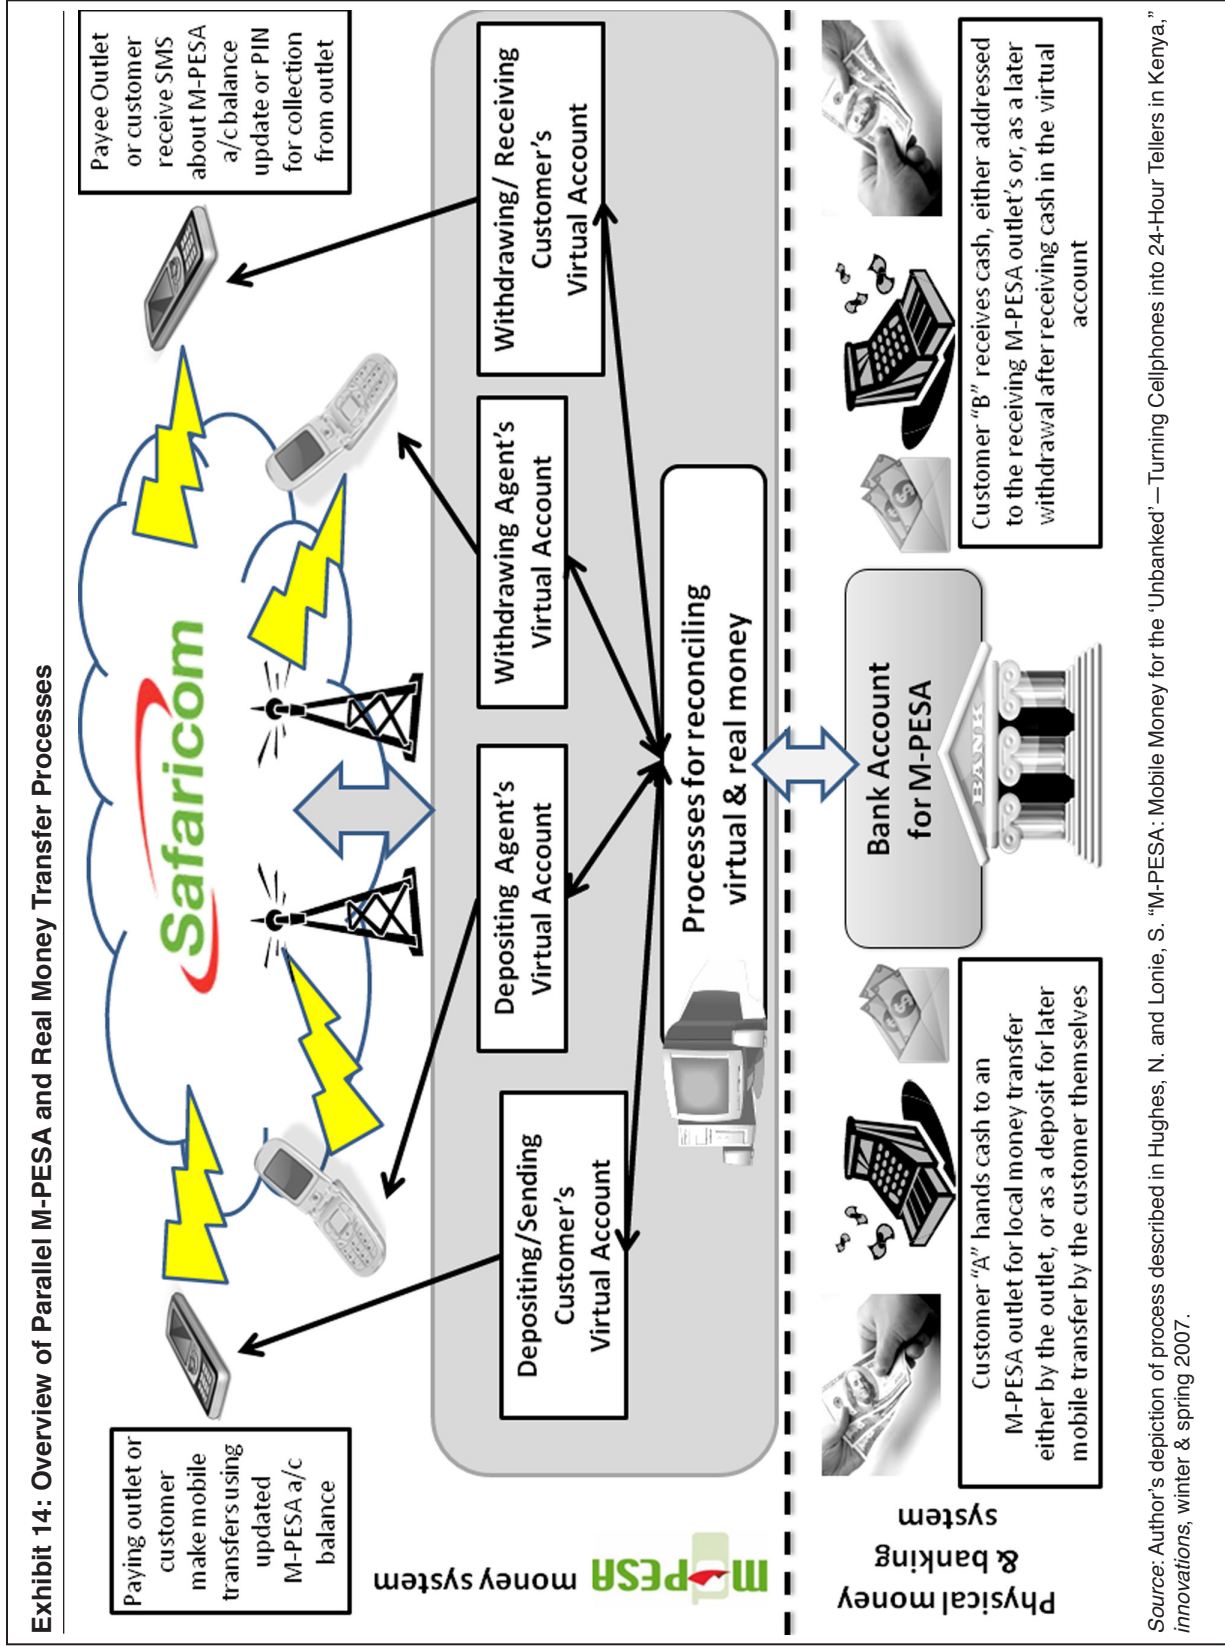 Exhibit 14: Overview of Parallel M-PESA and Real Money Transfer Processes
Paying outlet or
customer
make mobile
transfers using
updated
M-PESA a/c
balance
Safaricom
Payee Outlet
or customer
receive SMS
about M-PESA
a/c balance
update or PIN
for collection
from outlet
m-PESA
money system
Depositing/Sending
Customer's
Virtual Account
Depositing Agent's
Virtual Account
Withdrawing Agent's
Virtual Account
Withdrawing/ Receiving
Customer's
Virtual Account
Processes for reconciling
virtual & real money
Physical money
& banking
system
Customer “A” hands cash to an
M-PESA outlet for local money transfer
either by the outlet, or as a deposit for later
mobile transfer by the customer themselves
Bank Account
for M-PESA
BANK
Customer “B” receives cash, either addressed
to the receiving M-PESA outlet's or, as a later
withdrawal after receiving cash in the virtual
account
Source: Author's depiction of process described in Hughes, N. and Lonie, S. “M-PESA: Mobile Money for the ‘Unbanked’—Turning Cellphones into 24-Hour Tellers in Kenya,”
innovations, winter & spring 2007.